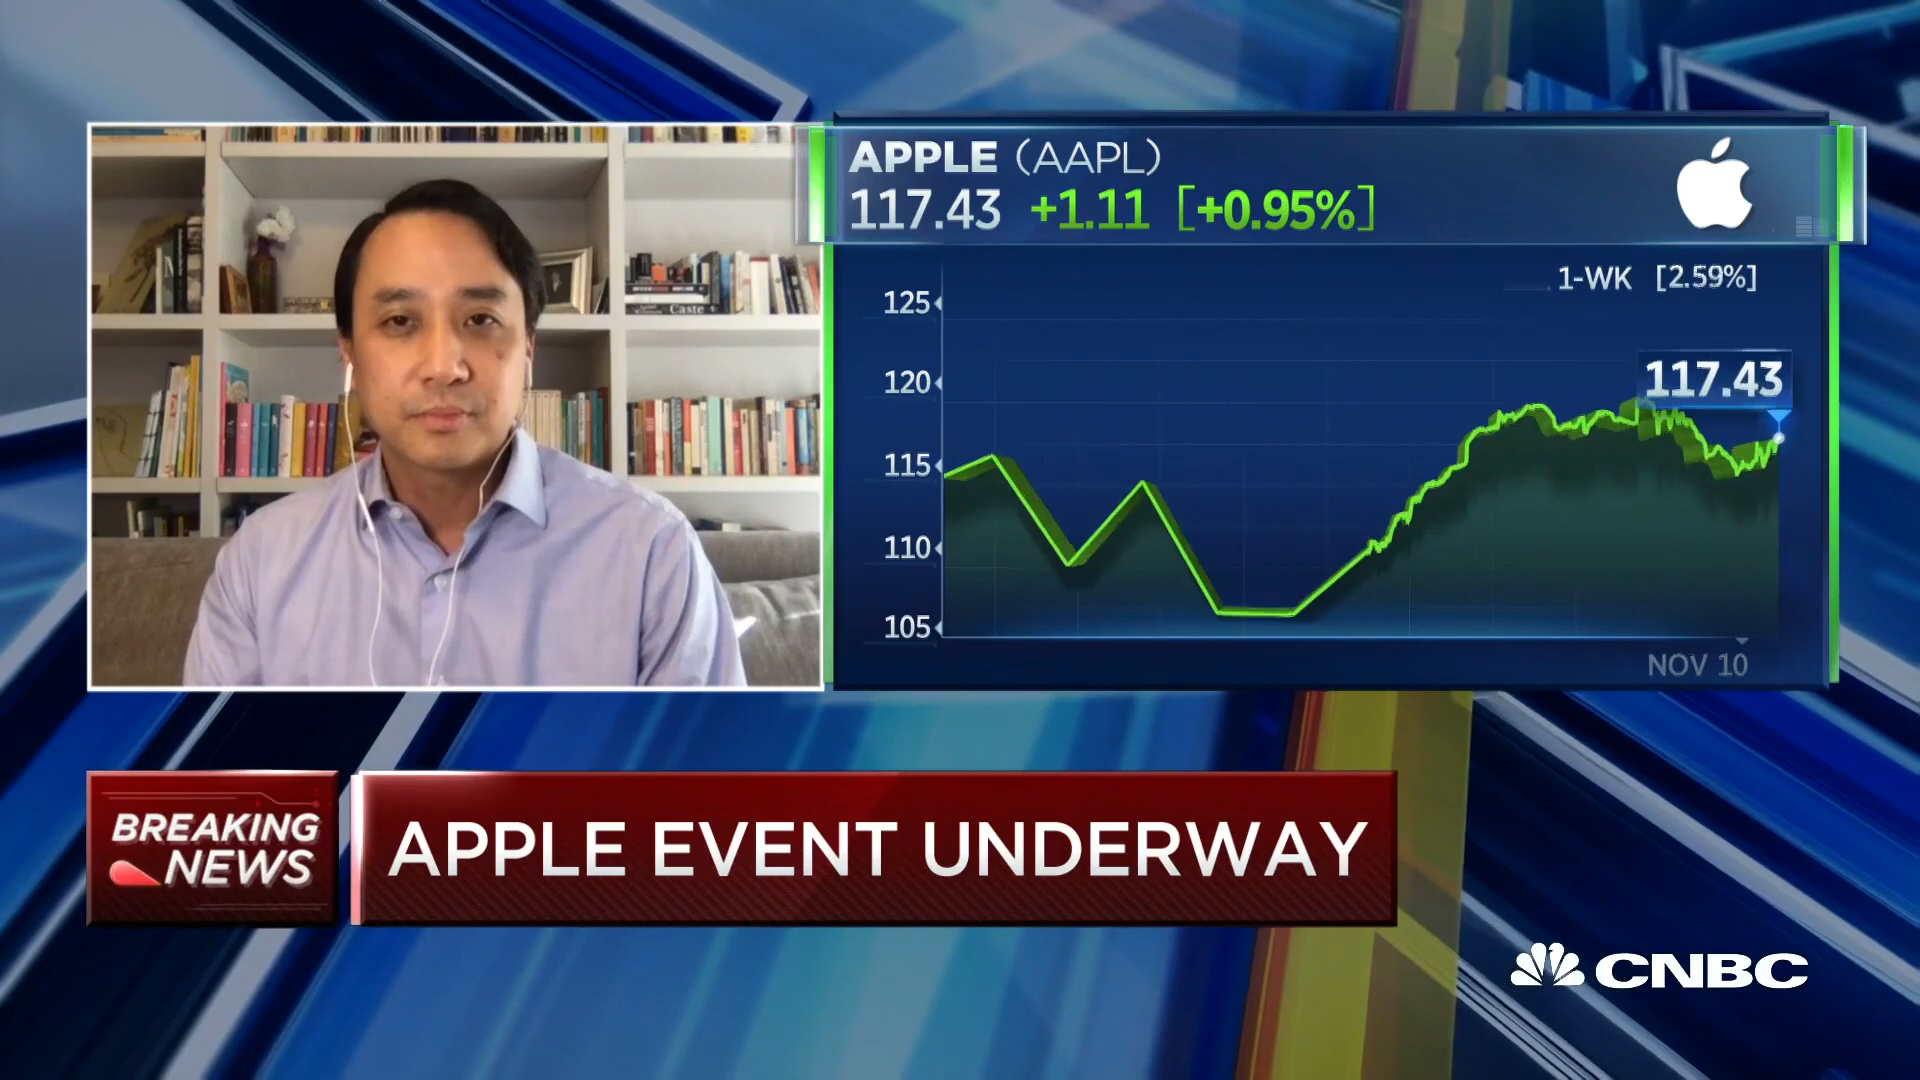 APPLE (AAPL)
117.43 +1.11 [+0.95%]
1-WK [2.59%]
125
120
115
110
105
117.43
NOV 10
Caste
BREAKING
NEWS
APPLE EVENT UNDERWAY
CNBC